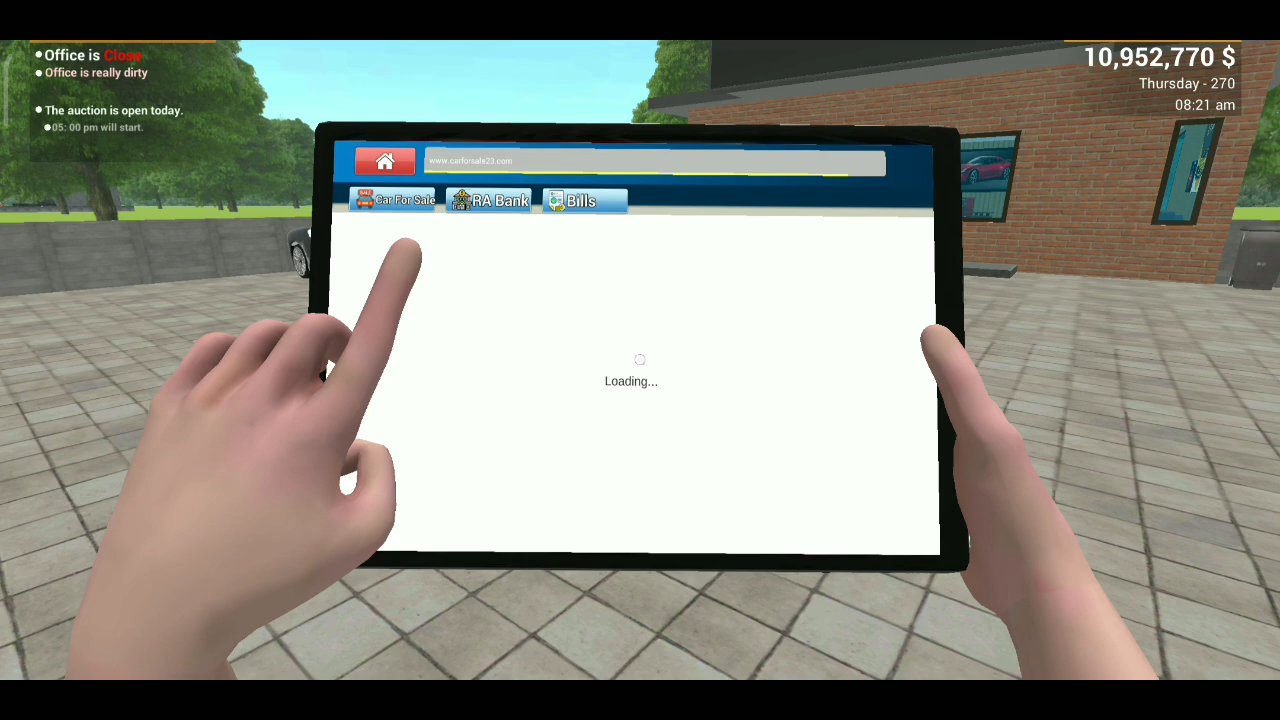 Office is Close
Office is really dirty
The auction is open today.
05: 00 pm will start.
10,952,770 $
Thursday - 270
08:21 am
www.carforsale23.com
Car For Sale
RA Bank
Bills
Loading...